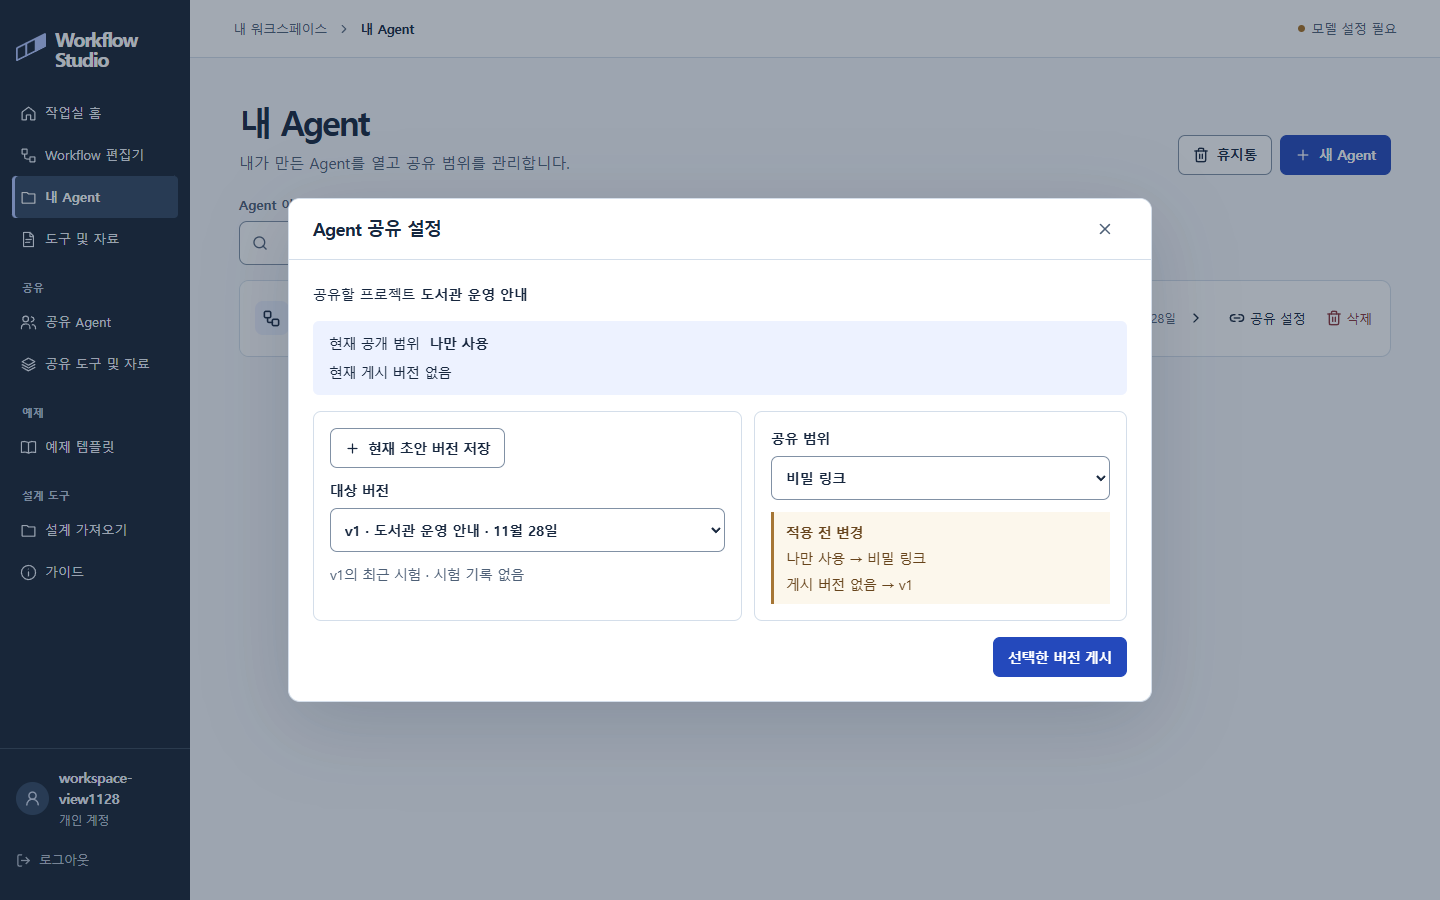 Workflow
Studio
작업실 홈
Workflow 편집기
내 Agent
도구 및 자료
공유
공유 Agent
공유 도구 및 자료
예제
예제 템플릿
설계 도구
설계 가져오기
가이드
workspace-
view1128
개인 계정
로그아웃
내 워크스페이스 > 내 Agent
모델 설정 필요
내 Agent
내가 만든 Agent를 열고 공유 범위를 관리합니다.
휴지통
+ 새 Agent
Agent
28일
공유 설정
삭제
Agent 공유 설정
공유할 프로젝트 도서관 운영 안내
현재 공개 범위 나만 사용
현재 게시 버전 없음
+ 현재 초안 버전 저장
대상 버전
v1 · 도서관 운영 안내 · 11월 28일
v1의 최근 시험 · 시험 기록 없음
공유 범위
비밀 링크
적용 전 변경
나만 사용 → 비밀 링크
게시 버전 없음 → v1
선택한 버전 게시